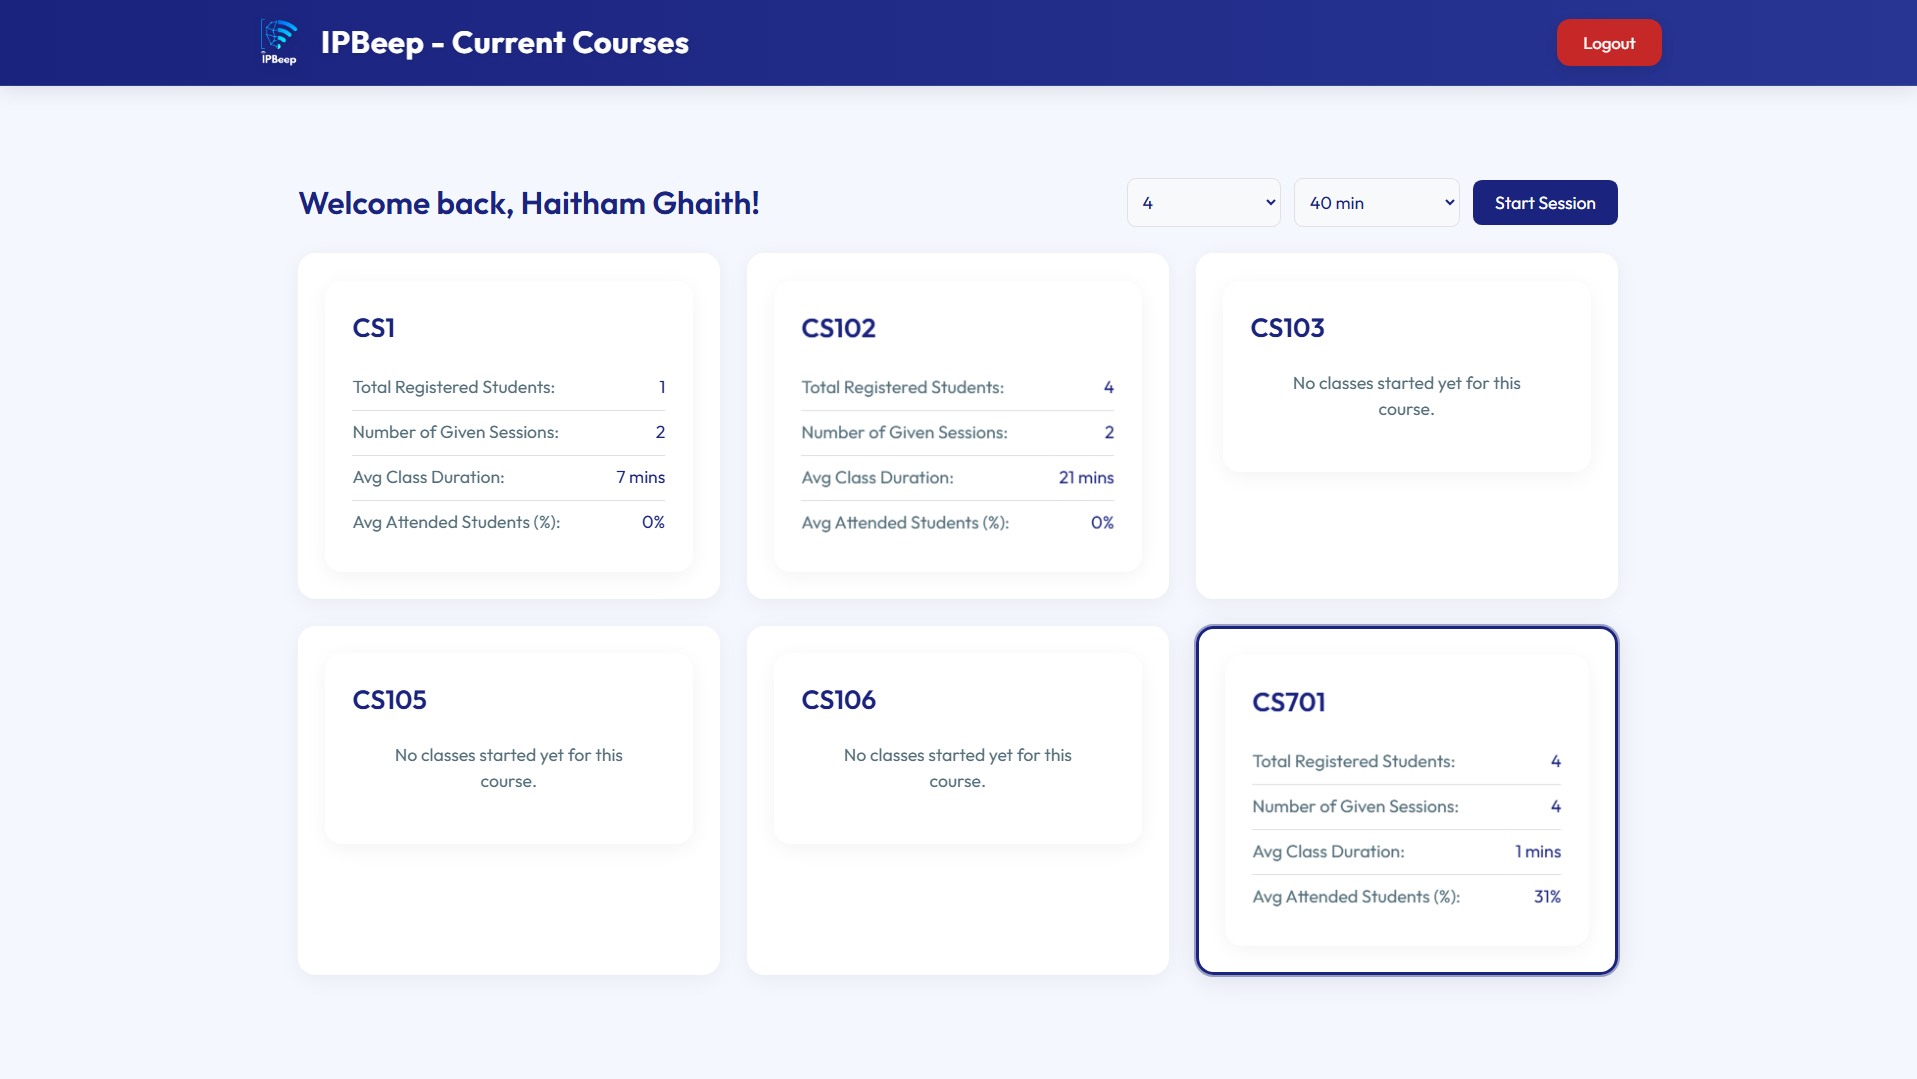 IPBeep
IPBeep - Current Courses
Logout
Welcome back, Haitham Ghaith!
4
40 min
Start Session
CS1
Total Registered Students: 1
Number of Given Sessions: 2
Avg Class Duration: 7 mins
Avg Attended Students (%): 0%
CS102
Total Registered Students: 4
Number of Given Sessions: 2
Avg Class Duration: 21 mins
Avg Attended Students (%): 0%
CS103
No classes started yet for this
course.
CS105
No classes started yet for this
course.
CS106
No classes started yet for this
course.
CS701
Total Registered Students: 4
Number of Given Sessions: 4
Avg Class Duration: 1 mins
Avg Attended Students (%): 31%